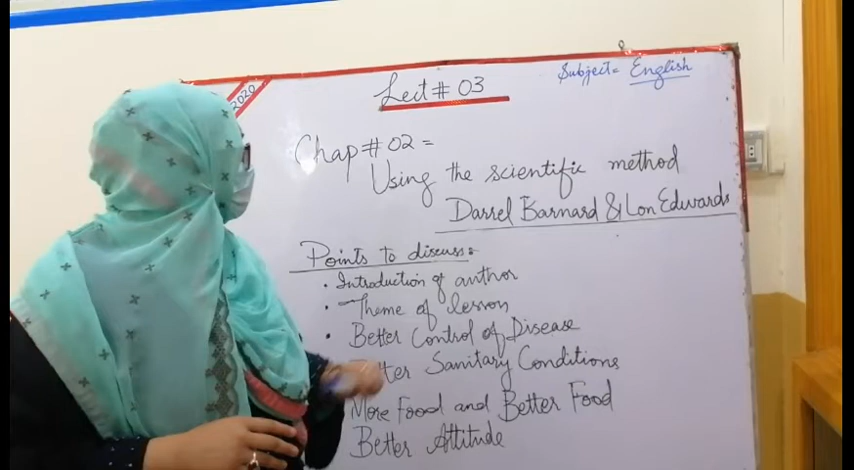 2020
Lect # 03
Subject = English
Chap # 02 =
Using the scientific method
Darrel Barnard & Lon Edwards
Points to discuss:
• Introduction of author
• Theme of lesson
• Better Control of Disease
Sanitary Conditions
More Food and Better Food
Better Attitude